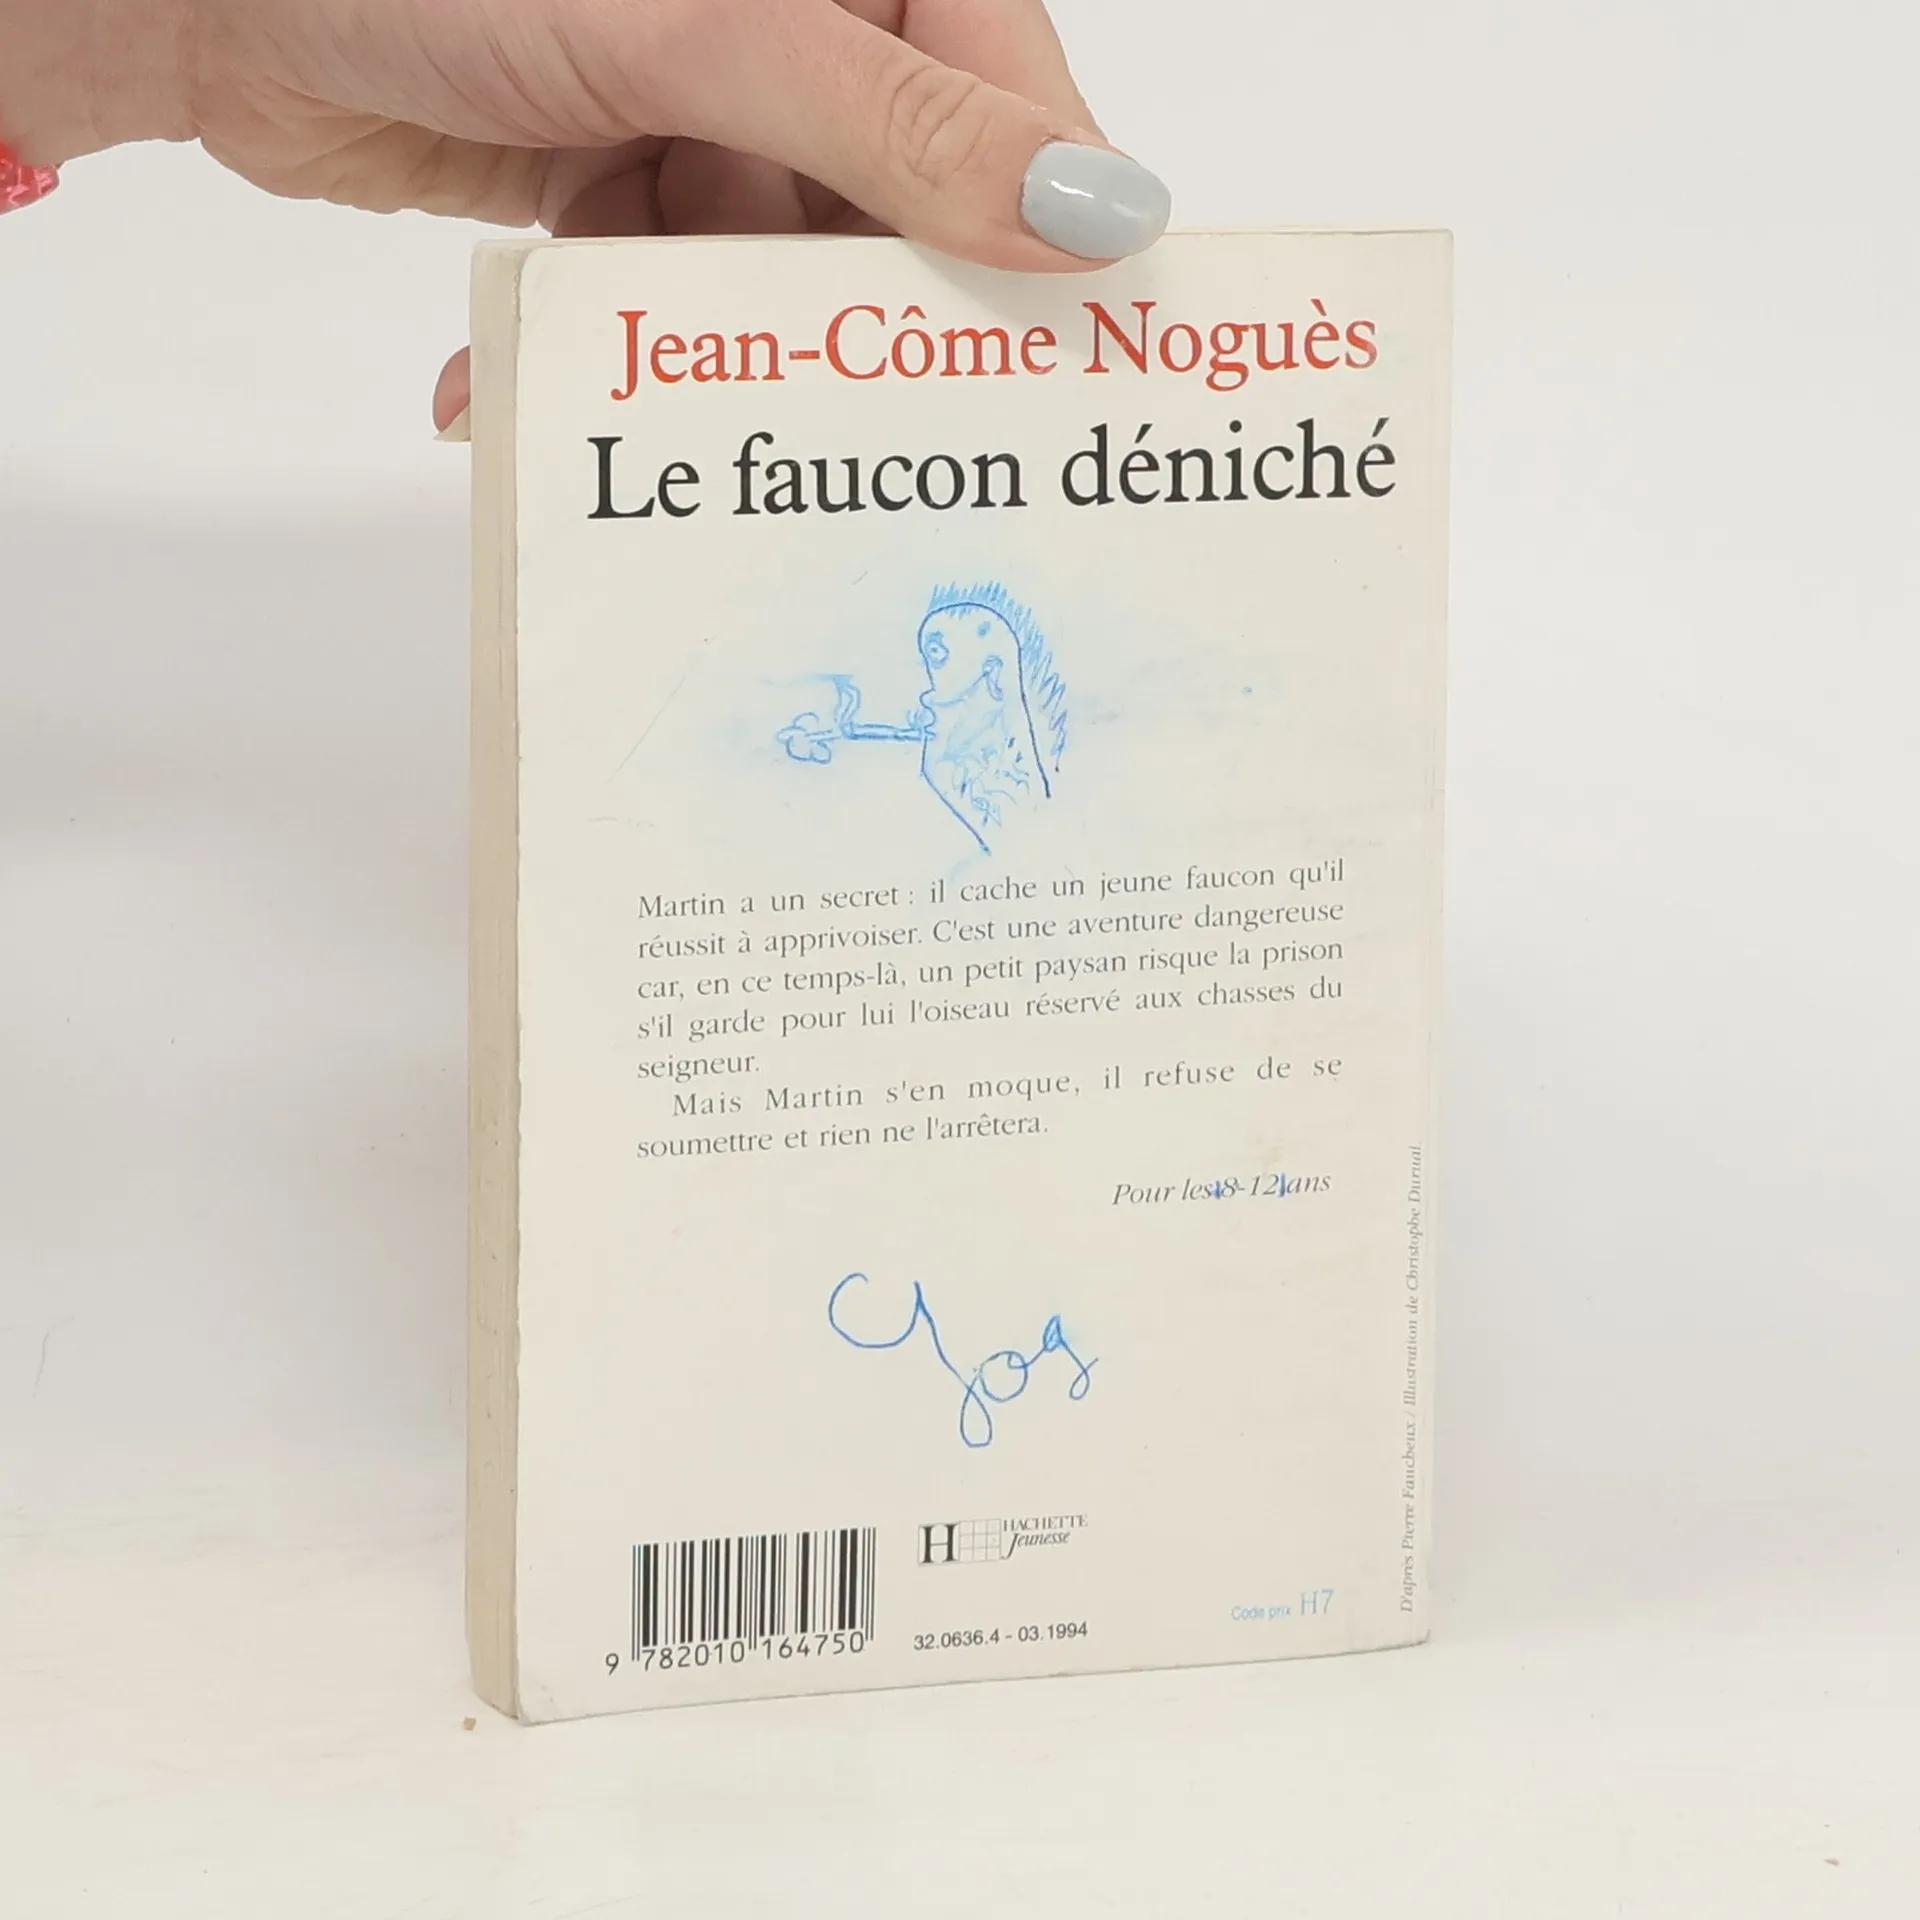 Jean-Côme Noguès
Le faucon déniché
Martin a un secret : il cache un jeune faucon qu'il
réussit à apprivoiser. C'est une aventure dangereuse
car, en ce temps-là, un petit paysan risque la prison
s'il garde pour lui l'oiseau réservé aux chasses du
seigneur.
Mais Martin s'en moque, il refuse de se
soumettre et rien ne l'arrêtera.
Pour les 8-12 ans
D'après Pierre Faucheux / Illustration de Christophe Durual.
H HACHETTE
Jeunesse
9 782010 164750
32.0636.4 - 03.1994
Code prix H7